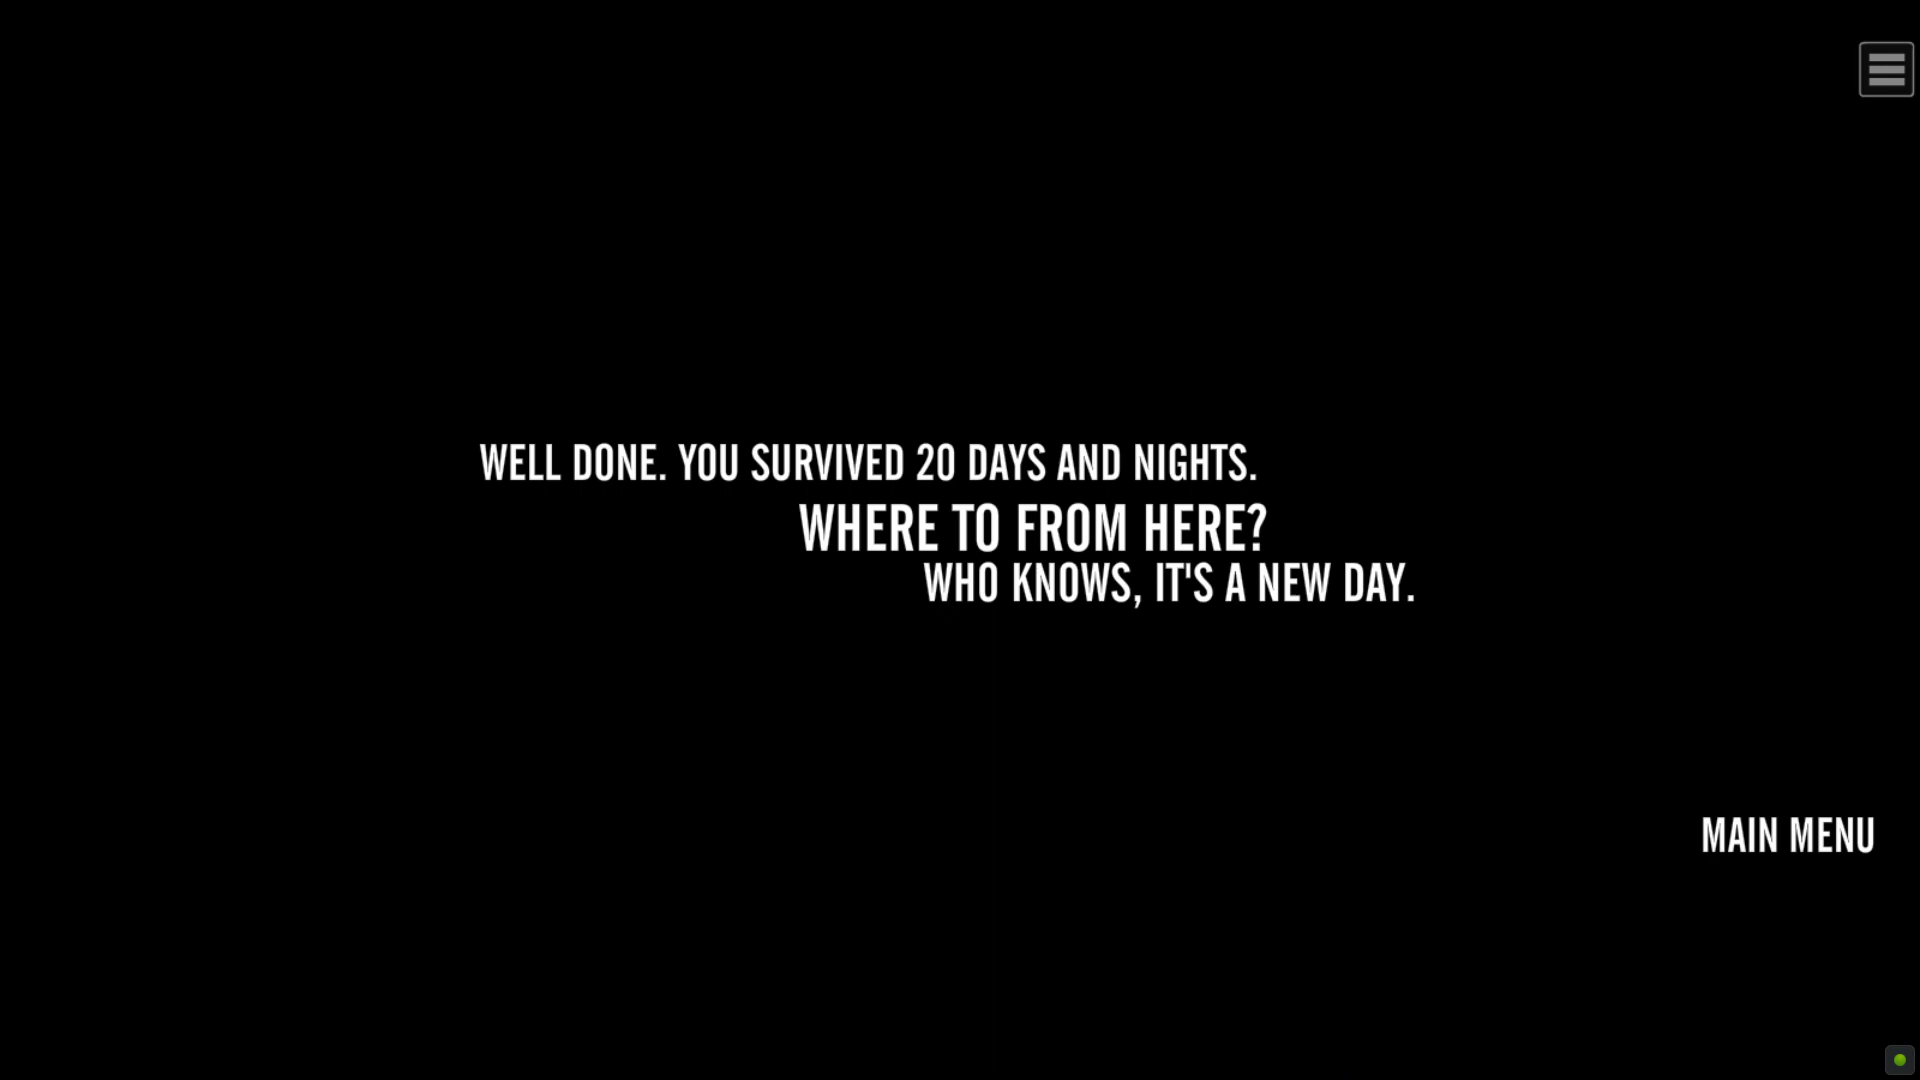 WELL DONE. YOU SURVIVED 20 DAYS AND NIGHTS.
WHERE TO FROM HERE?
WHO KNOWS, IT'S A NEW DAY.
MAIN MENU